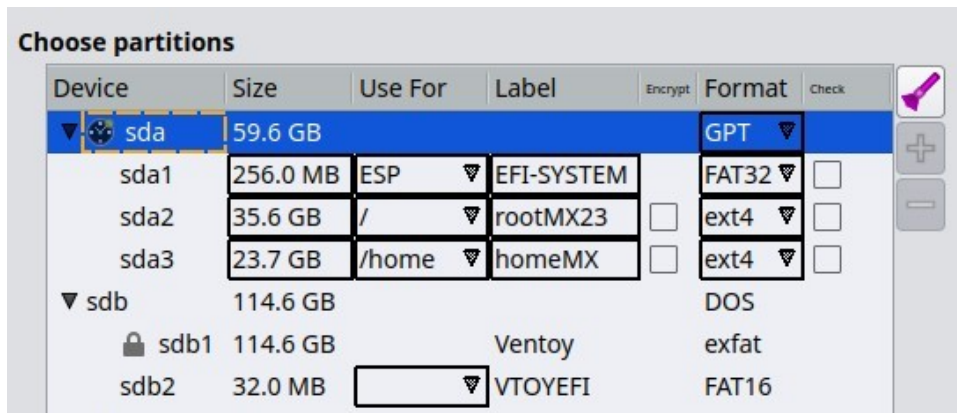 Choose partitions
Device Size Use For Label Encrypt Format Check
sda 59.6 GB GPT
sda1 256.0 MB ESP EFI-SYSTEM FAT32
sda2 35.6 GB / rootMX23 ext4
sda3 23.7 GB /home homeMX ext4
sdb 114.6 GB DOS
sdb1 114.6 GB Ventoy exfat
sdb2 32.0 MB VTOYEFI FAT16